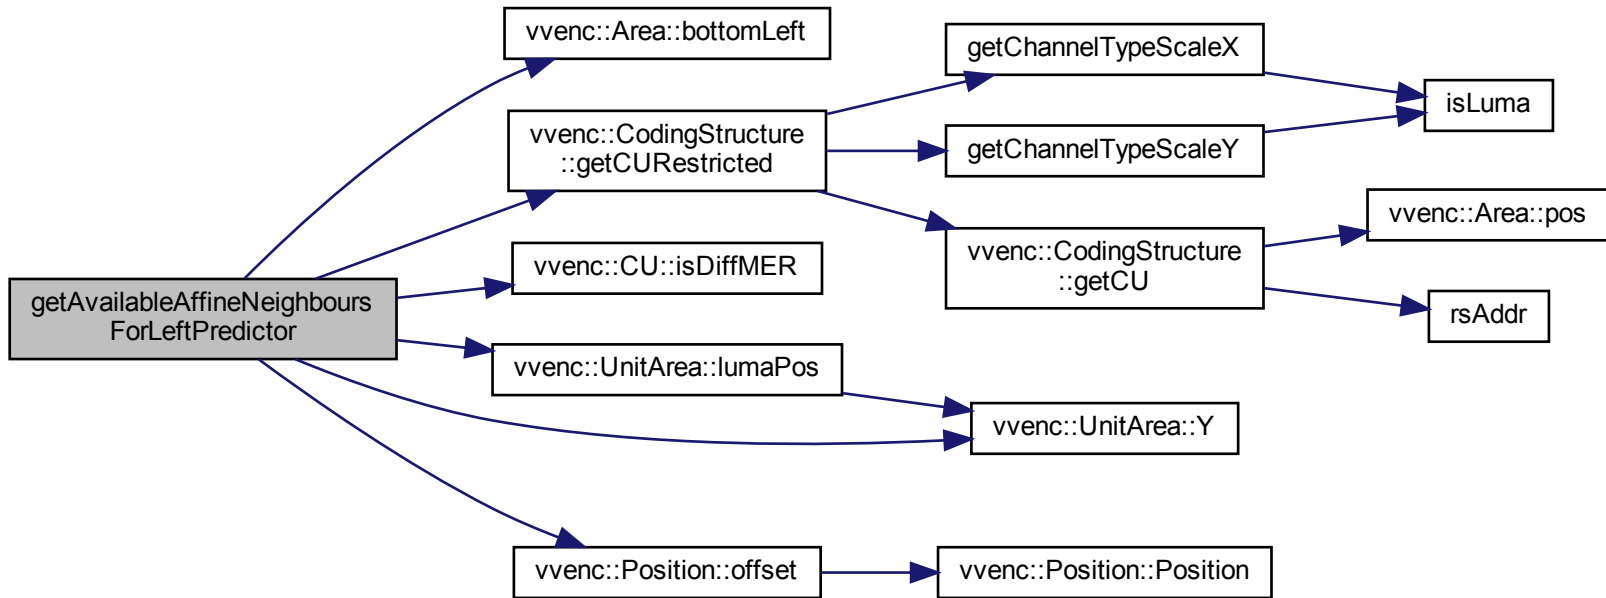 vvenc::Area::bottomLeft
getChannelTypeScaleX
isLuma
vvenc::CodingStructure
::getCURestricted
getChannelTypeScaleY
vvenc::Area::pos
vvenc::CodingStructure
::getCU
vvenc::CU::isDiffMER
getAvailableAffineNeighbours
ForLeftPredictor
rsAddr
vvenc::UnitArea::lumaPos
vvenc::UnitArea::Y
vvenc::Position::offset
vvenc::Position::Position